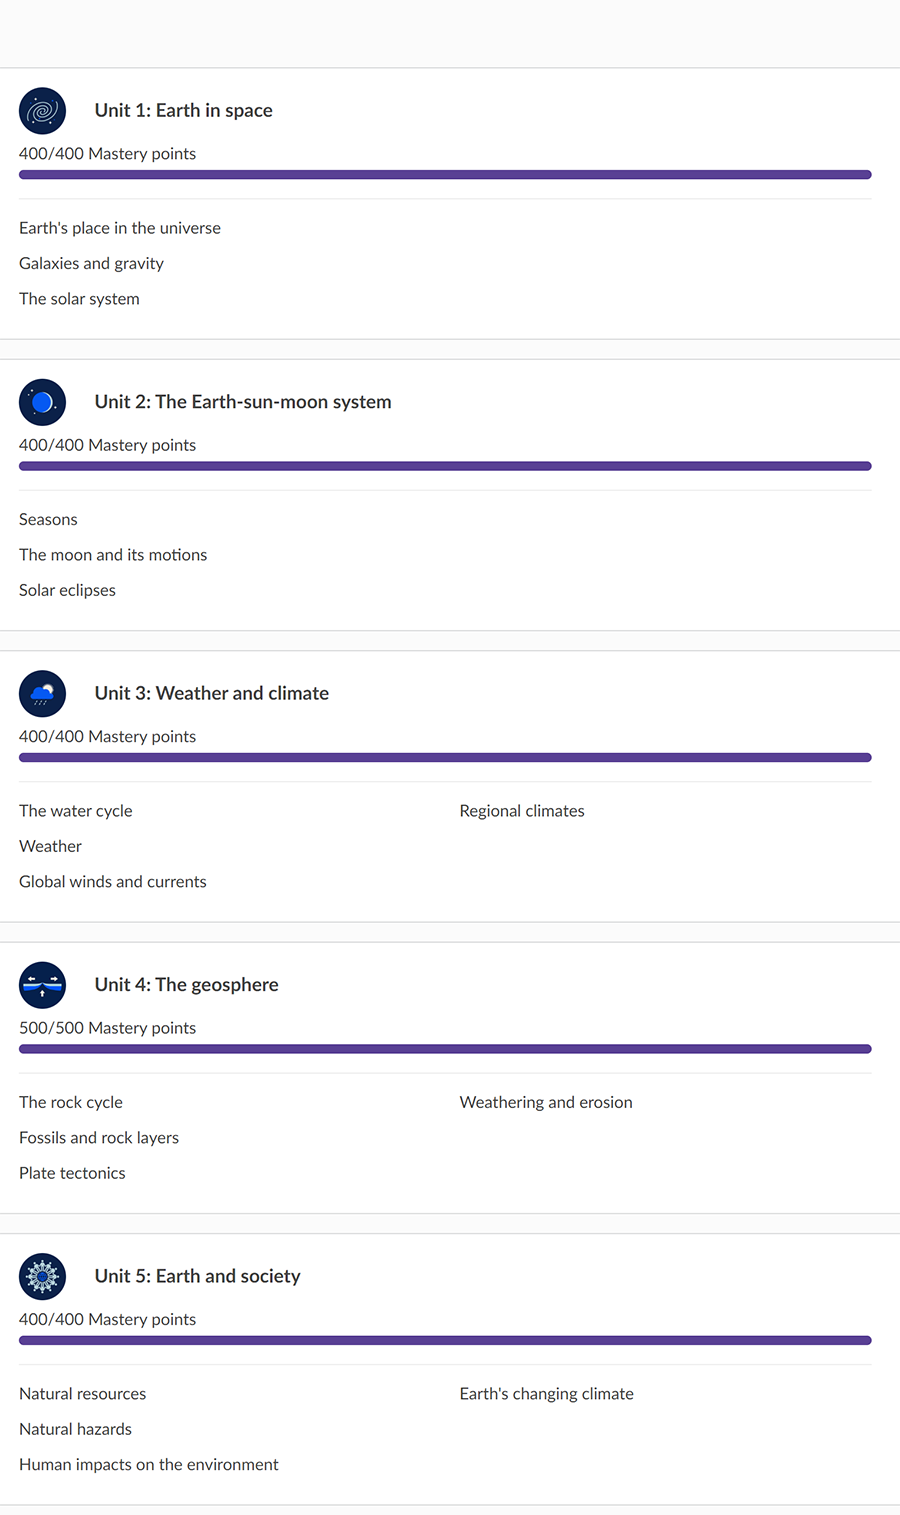 Unit 1: Earth in space
400/400 Mastery points
Earth's place in the universe
Galaxies and gravity
The solar system
Unit 2: The Earth-sun-moon system
400/400 Mastery points
Seasons
The moon and its motions
Solar eclipses
Unit 3: Weather and climate
400/400 Mastery points
The water cycle
Weather
Global winds and currents
Regional climates
Unit 4: The geosphere
500/500 Mastery points
The rock cycle
Fossils and rock layers
Plate tectonics
Weathering and erosion
Unit 5: Earth and society
400/400 Mastery points
Natural resources
Natural hazards
Human impacts on the environment
Earth's changing climate